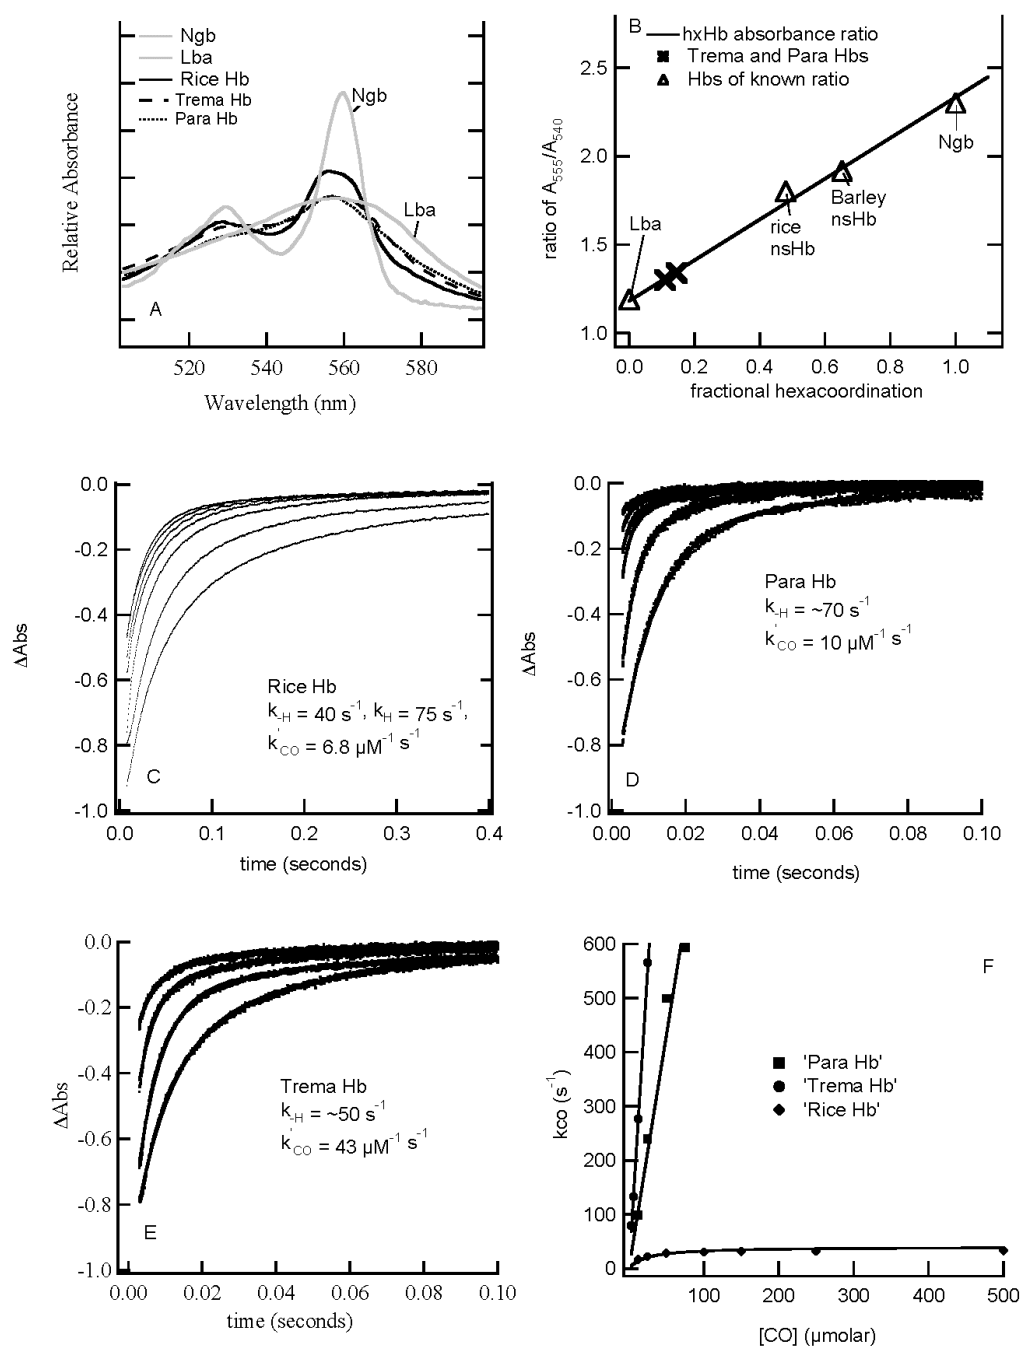 Ngb
Lba
Rice Hb
Trema Hb
Para Hb
Ngb
Lba
A
Relative Absorbance
520
540
560
580
Wavelength (nm)
B
hxHb absorbance ratio
Trema and Para Hbs
Hbs of known ratio
Ngb
Barley
nsHb
rice
nsHb
Lba
ratio of A555/A540
2.5
2.0
1.5
1.0
0.0
0.2
0.4
0.6
0.8
1.0
fractional hexacoordination
0.0
-0.2
-0.4
-0.6
-0.8
-1.0
ΔAbs
Rice Hb
k-H = 40 s-1, kH = 75 s-1,
k'CO = 6.8 µM-1 s-1
C
0.0
0.1
0.2
0.3
0.4
time (seconds)
0.0
-0.2
-0.4
-0.6
-0.8
-1.0
ΔAbs
Para Hb
k-H = ~70 s-1
k'CO = 10 µM-1 s-1
D
0.00
0.02
0.04
0.06
0.08
0.10
time (seconds)
0.0
-0.2
-0.4
-0.6
-0.8
-1.0
ΔAbs
Trema Hb
k-H = ~50 s-1
k'CO = 43 µM-1 s-1
E
0.00
0.02
0.04
0.06
0.08
0.10
time (seconds)
600
500
400
300
200
100
0
kco (s-1)
F
'Para Hb'
'Trema Hb'
'Rice Hb'
100
200
300
400
500
[CO] (µmolar)